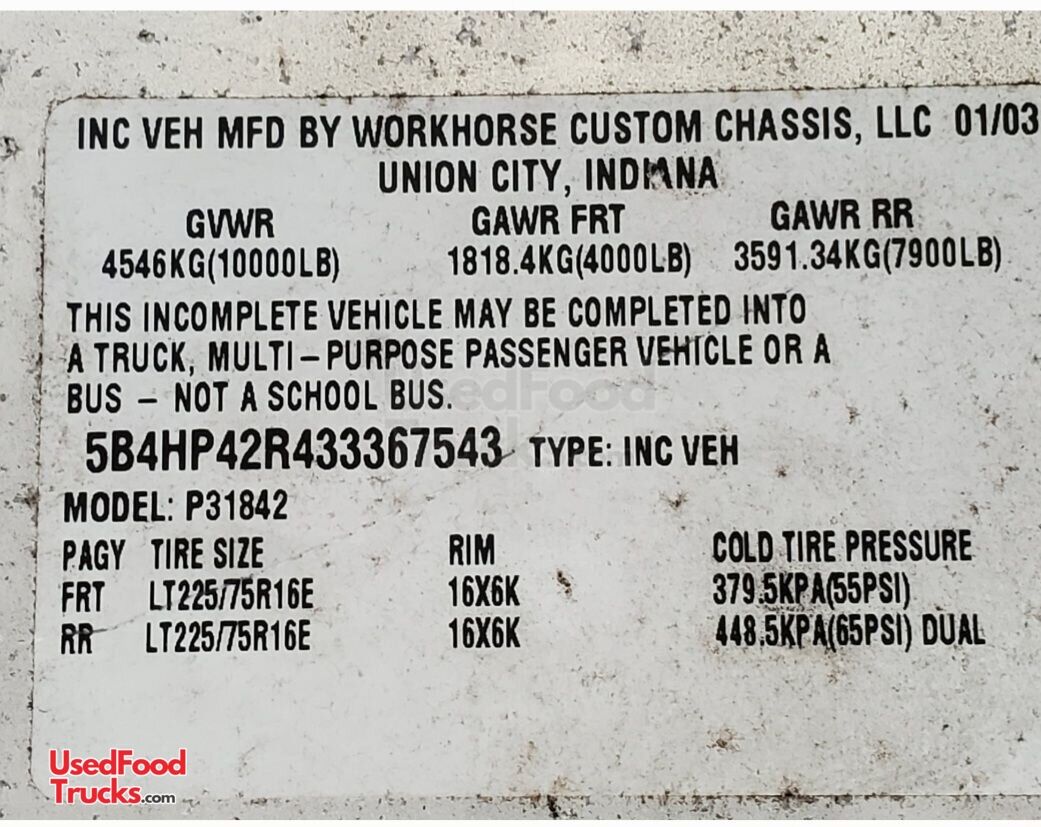 INC VEH MFD BY WORKHORSE CUSTOM CHASSIS, LLC 01/03
UNION CITY, INDIANA
GVWR GAWR FRT GAWR RR
4546KG(10000LB) 1818.4KG(4000LB) 3591.34KG(7900LB)
THIS INCOMPLETE VEHICLE MAY BE COMPLETED INTO
A TRUCK, MULTI-PURPOSE PASSENGER VEHICLE OR A
BUS - NOT A SCHOOL BUS.
5B4HP42R433367543 TYPE: INC VEH
MODEL: P31842
PAGY TIRE SIZE RIM COLD TIRE PRESSURE
FRT LT225/75R16E 16X6K 379.5KPA(55PSI)
RR LT225/75R16E 16X6K 448.5KPA(65PSI) DUAL
UsedFood
Trucks.com